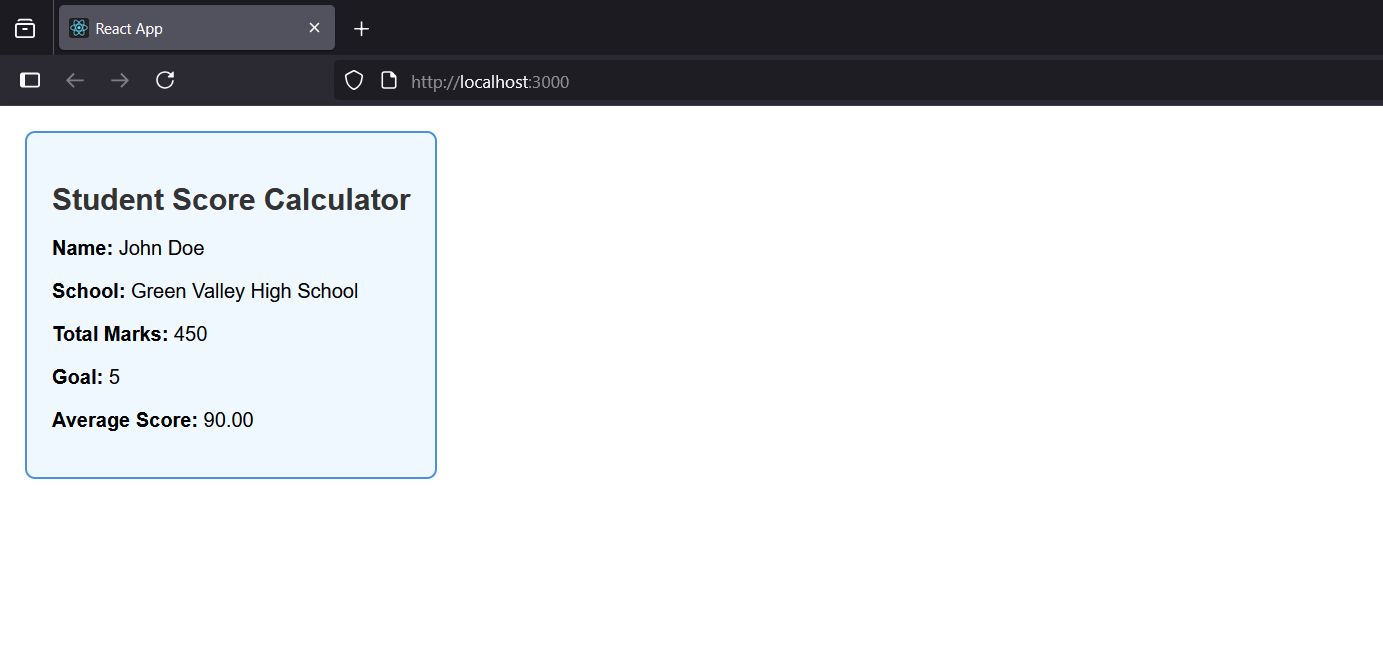 React App
http://localhost:3000
Student Score Calculator
Name: John Doe
School: Green Valley High School
Total Marks: 450
Goal: 5
Average Score: 90.00